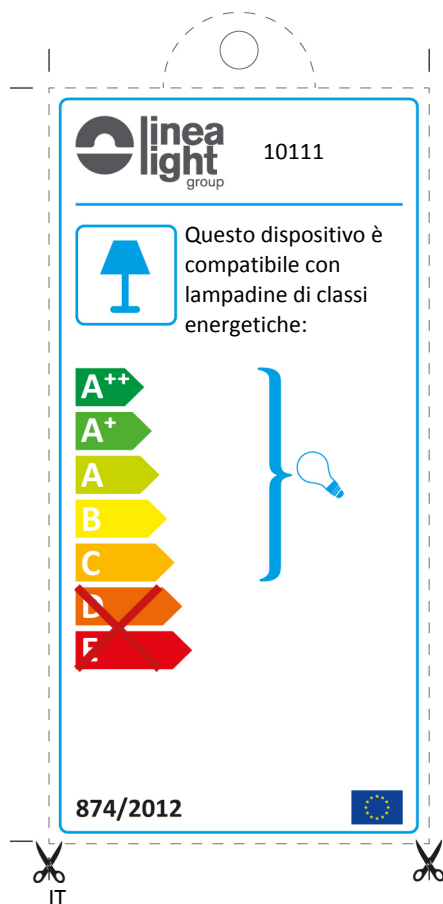 linea
light
group
10111
Questo dispositivo è
compatibile con
lampadine di classi
energetiche:
A++
A+
A
B
C
D
E
874/2012
IT